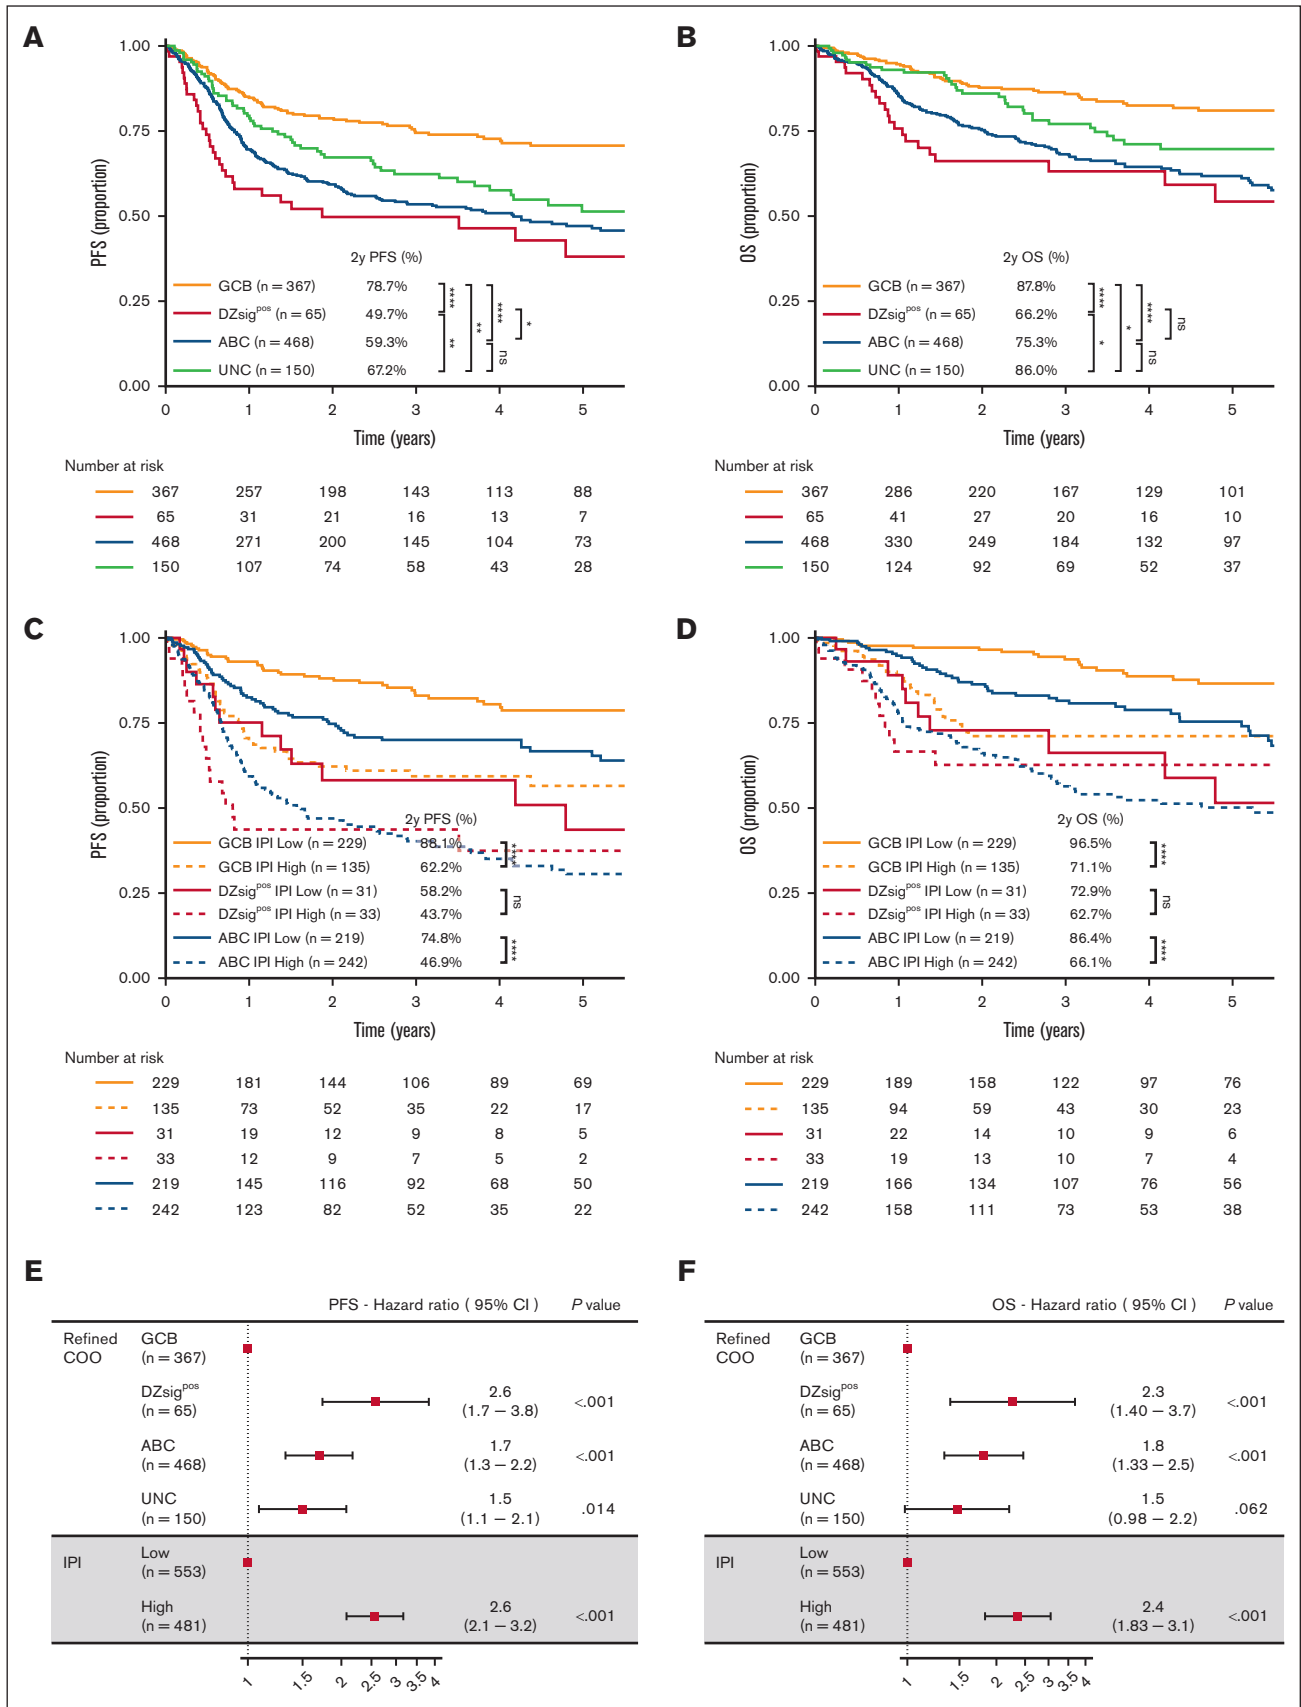 A
1.00
0.75
0.50
0.25
0.00
PFS (proportion)
2y PFS (%)
GCB (n = 367) 78.7%
DZsig^pos (n = 65) 49.7%
ABC (n = 468) 59.3%
UNC (n = 150) 67.2%
****
**
**
****
ns
*
0 1 2 3 4 5
Time (years)
Number at risk
367 257 198 143 113 88
65 31 21 16 13 7
468 271 200 145 104 73
150 107 74 58 43 28
B
1.00
0.75
0.50
0.25
0.00
OS (proportion)
2y OS (%)
GCB (n = 367) 87.8%
DZsig^pos (n = 65) 66.2%
ABC (n = 468) 75.3%
UNC (n = 150) 86.0%
****
*
*
****
ns
ns
0 1 2 3 4 5
Time (years)
Number at risk
367 286 220 167 129 101
65 41 27 20 16 10
468 330 249 184 132 97
150 124 92 69 52 37
C
1.00
0.75
0.50
0.25
0.00
PFS (proportion)
2y PFS (%)
GCB IPI Low (n = 229) 88.1%
GCB IPI High (n = 135) 62.2%
DZsig^pos IPI Low (n = 31) 58.2%
DZsig^pos IPI High (n = 33) 43.7%
ABC IPI Low (n = 219) 74.8%
ABC IPI High (n = 242) 46.9%
****
ns
****
0 1 2 3 4 5
Time (years)
Number at risk
229 181 144 106 89 69
135 73 52 35 22 17
31 19 12 9 8 5
33 12 9 7 5 2
219 145 116 92 68 50
242 123 82 52 35 22
D
1.00
0.75
0.50
0.25
0.00
OS (proportion)
2y OS (%)
GCB IPI Low (n = 229) 96.5%
GCB IPI High (n = 135) 71.1%
DZsig^pos IPI Low (n = 31) 72.9%
DZsig^pos IPI High (n = 33) 62.7%
ABC IPI Low (n = 219) 86.4%
ABC IPI High (n = 242) 66.1%
****
ns
****
0 1 2 3 4 5
Time (years)
Number at risk
229 189 158 122 97 76
135 94 59 43 30 23
31 22 14 10 9 6
33 19 13 10 7 4
219 166 134 107 76 56
242 158 111 73 53 38
E
PFS - Hazard ratio ( 95% CI ) P value
Refined GCB
COO (n = 367)
DZsig^pos 2.6
(n = 65) (1.7 – 3.8) <.001
ABC 1.7
(n = 468) (1.3 – 2.2) <.001
UNC 1.5
(n = 150) (1.1 – 2.1) .014
IPI Low
(n = 553)
High 2.6
(n = 481) (2.1 – 3.2) <.001
1 1.5 2 2.5 3 3.5 4
F
OS - Hazard ratio ( 95% CI ) P value
Refined GCB
COO (n = 367)
DZsig^pos 2.3
(n = 65) (1.40 – 3.7) <.001
ABC 1.8
(n = 468) (1.33 – 2.5) <.001
UNC 1.5
(n = 150) (0.98 – 2.2) .062
IPI Low
(n = 553)
High 2.4
(n = 481) (1.83 – 3.1) <.001
1 1.5 2 2.5 3 3.5 4